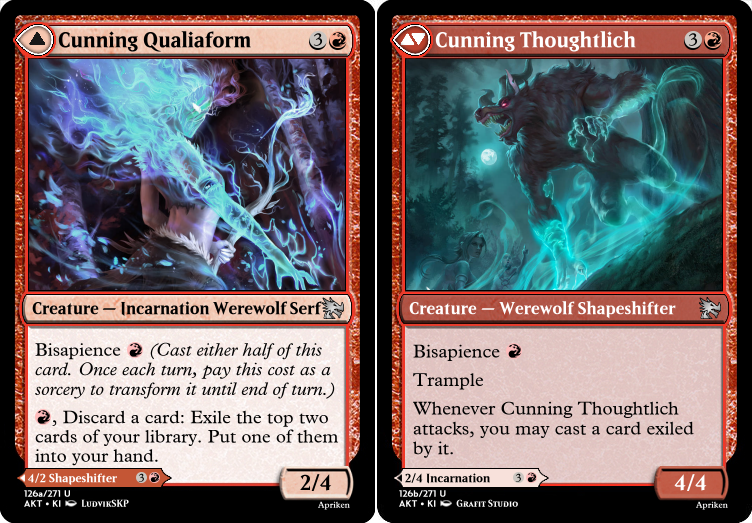 Cunning Qualiaform 3
Creature — Incarnation Werewolf Serf
Bisapience (Cast either half of this
card. Once each turn, pay this cost as a
sorcery to transform it until end of turn.)
, Discard a card: Exile the top two
cards of your library. Put one of them
into your hand.
4/2 Shapeshifter 3
2/4
126a/271 U
AKT • KI LudvikSKP
Apriken
Cunning Thoughtlich 3
Creature — Werewolf Shapeshifter
Bisapience
Trample
Whenever Cunning Thoughtlich
attacks, you may cast a card exiled
by it.
2/4 Incarnation 3
4/4
126b/271 U
AKT • KI Grafit Studio
Apriken